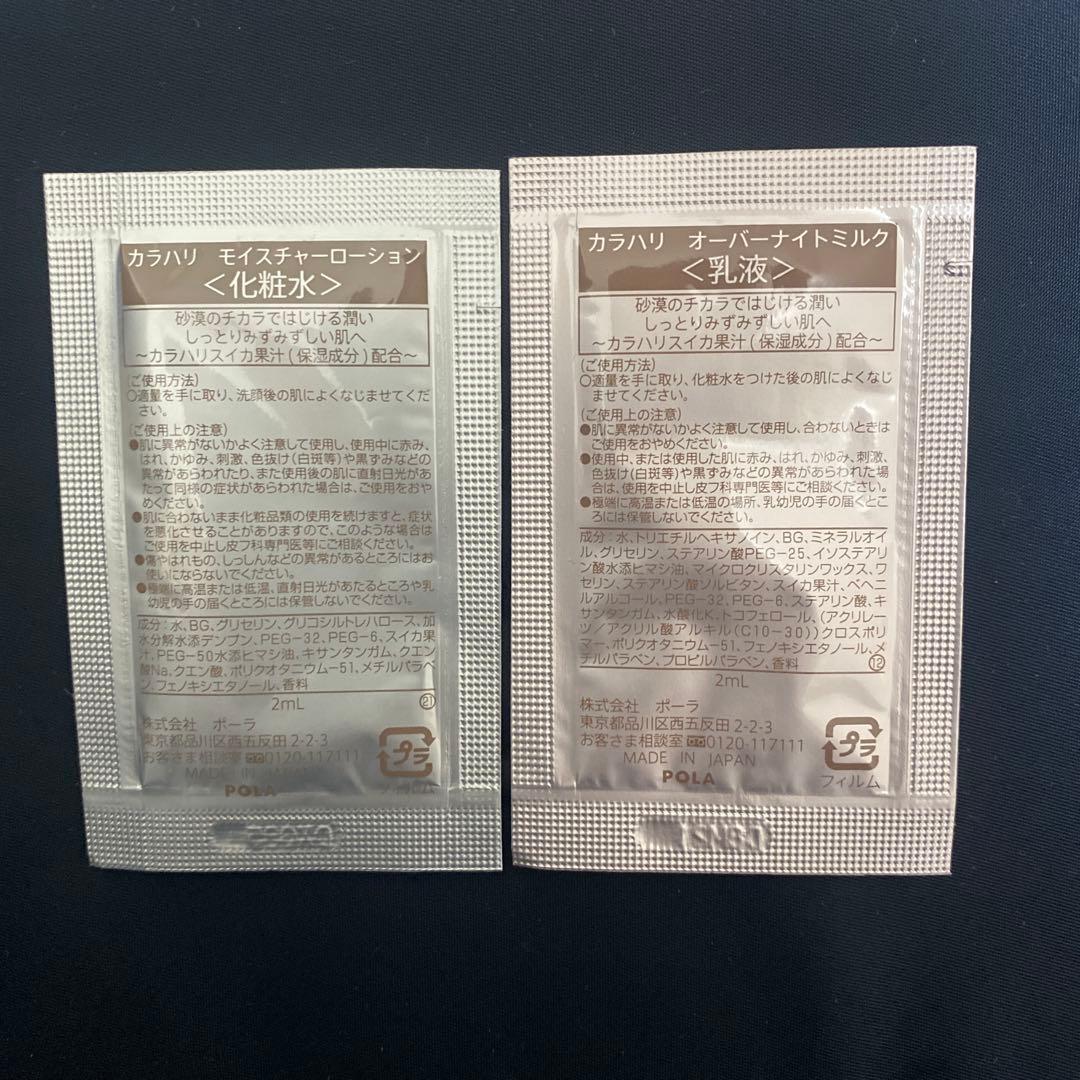 カラハリ モイスチャーローション
＜化粧水＞
砂漠のチカラではじける潤い
しっとりみずみずしい肌へ
～カラハリスイカ果汁(保湿成分)配合～
(ご使用方法)
○適量を手に取り、洗顔後の肌によくなじませてくだ
さい。
(ご使用上の注意)
●肌に異常がないかよく注意して使用し、使用中に赤み、
はれ、かゆみ、刺激、色抜け(白斑等)や黒ずみなどの
異常があらわれたり、また使用後の肌に直射日光があ
たって同様の症状があらわれた場合は、ご使用をおや
めください。
●肌に合わないまま化粧品類の使用を続けますと、症状
を悪化させることがありますので、このような場合は
ご使用を中止し皮フ科専門医等にご相談ください。
●傷やはれもの、しっしんなどの異常があるところにはお
使いにならないでください。
●極端に高温または低温、直射日光があたるところや乳
幼児の手の届くところには保管しないでください。
成分：水、BG、グリセリン、グリコシルトレハロース、加
水分解水添デンプン、PEG-32、PEG-6、スイカ果
汁、PEG-50水添ヒマシ油、キサンタンガム、クエン
酸Na、クエン酸、ポリクオタニウム-51、メチルパラベ
ン、フェノキシエタノール、香料
2mL
㉑
株式会社 ポーラ
東京都品川区西五反田2-2-3
お客さま相談室 0120-117111
MADE IN JAPAN
POLA
プラ
フィルム
カラハリ オーバーナイトミルク
＜乳液＞
砂漠のチカラではじける潤い
しっとりみずみずしい肌へ
～カラハリスイカ果汁(保湿成分)配合～
(ご使用方法)
○適量を手に取り、化粧水をつけた後の肌によくなじ
ませてください。
(ご使用上の注意)
●肌に異常がないかよく注意して使用し、合わないときは
ご使用をおやめください。
●使用中、または使用した肌に赤み、はれ、かゆみ、刺激、
色抜け(白斑等)や黒ずみなどの異常があらわれた場
合は、使用を中止し皮フ科専門医等にご相談ください。
●極端に高温または低温の場所、乳幼児の手の届くとこ
ろには保管しないでください。
成分：水、トリエチルヘキサノイン、BG、ミネラルオイ
ル、グリセリン、ステアリン酸PEG-25、イソステアリ
ン酸水添ヒマシ油、マイクロクリスタリンワックス、ワ
セリン、ステアリン酸ソルビタン、スイカ果汁、ベヘニ
ルアルコール、PEG-32、PEG-6、ステアリン酸、キ
サンタンガム、水酸化K、トコフェロール、(アクリレー
ツ/アクリル酸アルキル(C10-30))クロスポリ
マー、ポリクオタニウム-51、フェノキシエタノール、メ
チルパラベン、プロピルパラベン、香料
⑫
2mL
株式会社 ポーラ
東京都品川区西五反田2-2-3
お客さま相談室 0120-117111
MADE IN JAPAN
POLA
プラ
フィルム